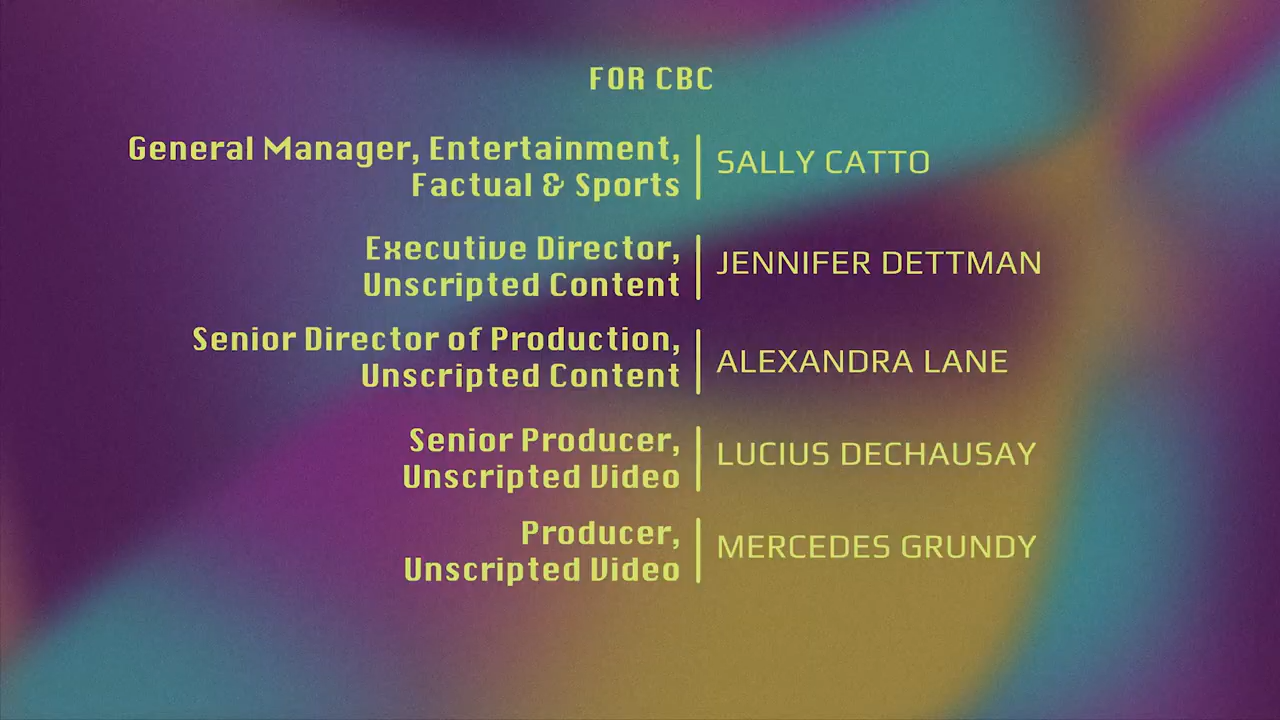 FOR CBC
General Manager, Entertainment,
Factual & Sports
SALLY CATTO
Executive Director,
Unscripted Content
JENNIFER DETTMAN
Senior Director of Production,
Unscripted Content
ALEXANDRA LANE
Senior Producer,
Unscripted Video
LUCIUS DECHAUSAY
Producer,
Unscripted Video
MERCEDES GRUNDY